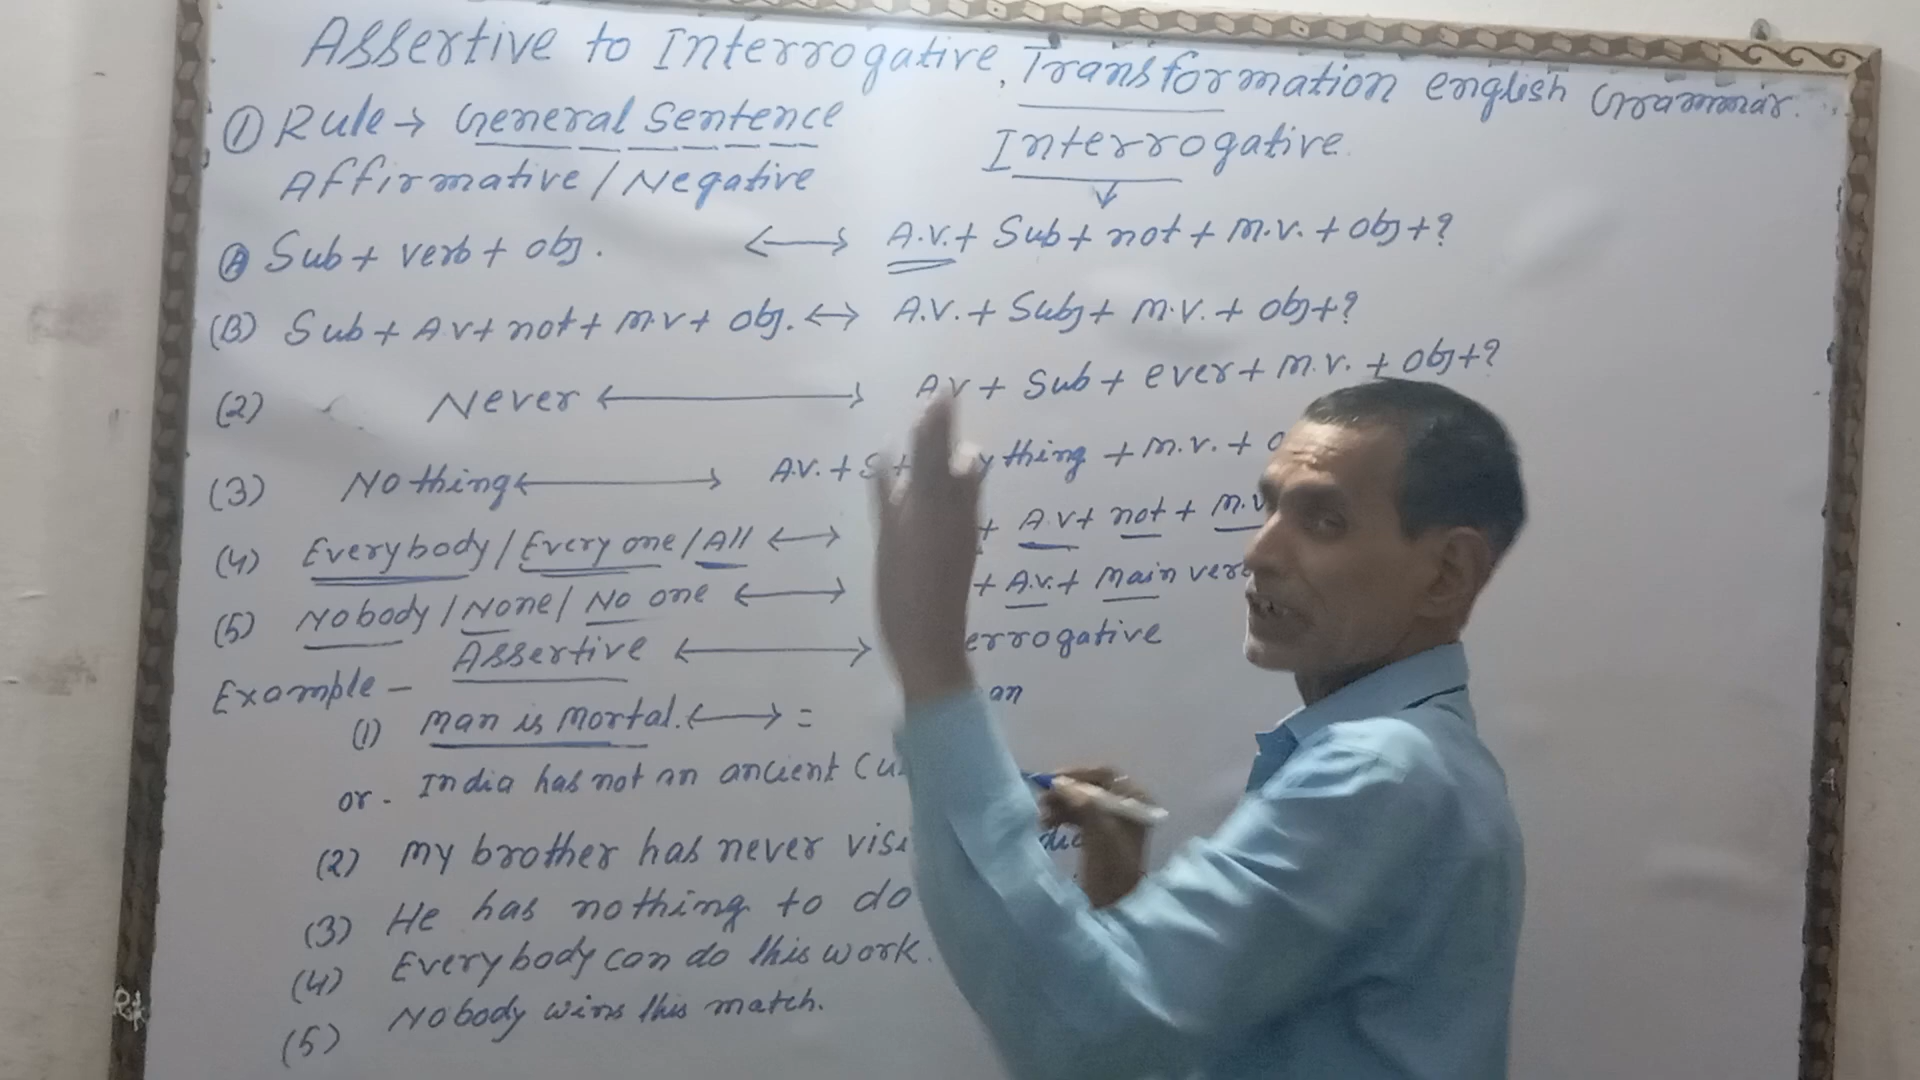 Assertive to Interrogative, Transformation english Grammar.
① Rule → General Sentence
Interrogative.
Affirmative / Negative
Ⓐ Sub + verb + obj. ↔ A.V. + Sub + not + m.v. + obj + ?
(B) Sub + A.v + not + m.v + obj. ↔ A.V. + Subj + m.v. + obj + ?
(2) Never ↔ A.V + Sub + ever + m.v. + obj + ?
(3) Nothing ↔ A.V. + thing + m.v. +
(4) Everybody / Every one / All ↔ + A.v + not + m.v
(5) Nobody / None / No one ↔ + A.v. + main verb
Assertive ↔ errogative
Example -
(1) Man is mortal. ↔ = an
or - India has not an ancient
(2) My brother has never
(3) He has nothing to do
(4) Everybody can do this work.
(5) Nobody wins this match.